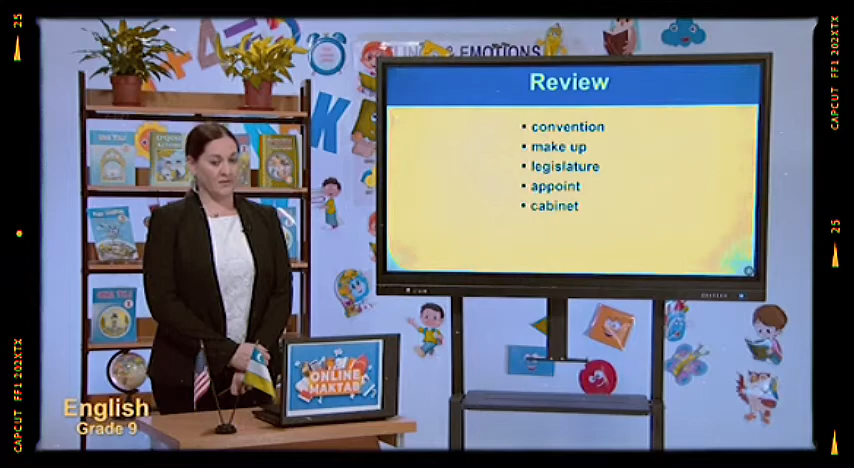 25
CAPCUT FF1 202XTX
& EMOTIONS
K
Review
▪ convention
▪ make up
▪ legislature
▪ appoint
▪ cabinet
ONLINE
MAKTAB
English
Grade 9
25
CAPCUT FF1 202XTX